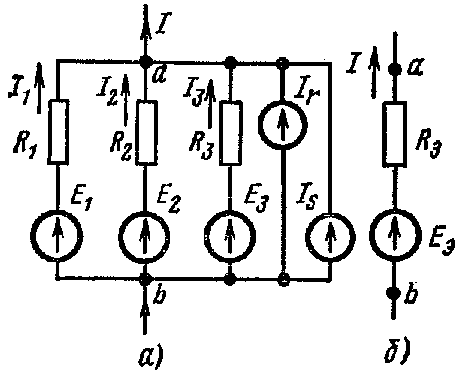 I
I
a
a
I₁
I₂
I₃
Iᵣ
R₁
R₂
R₃
Rэ
E₁
E₂
E₃
Iₛ
Eэ
b
b
а)
б)